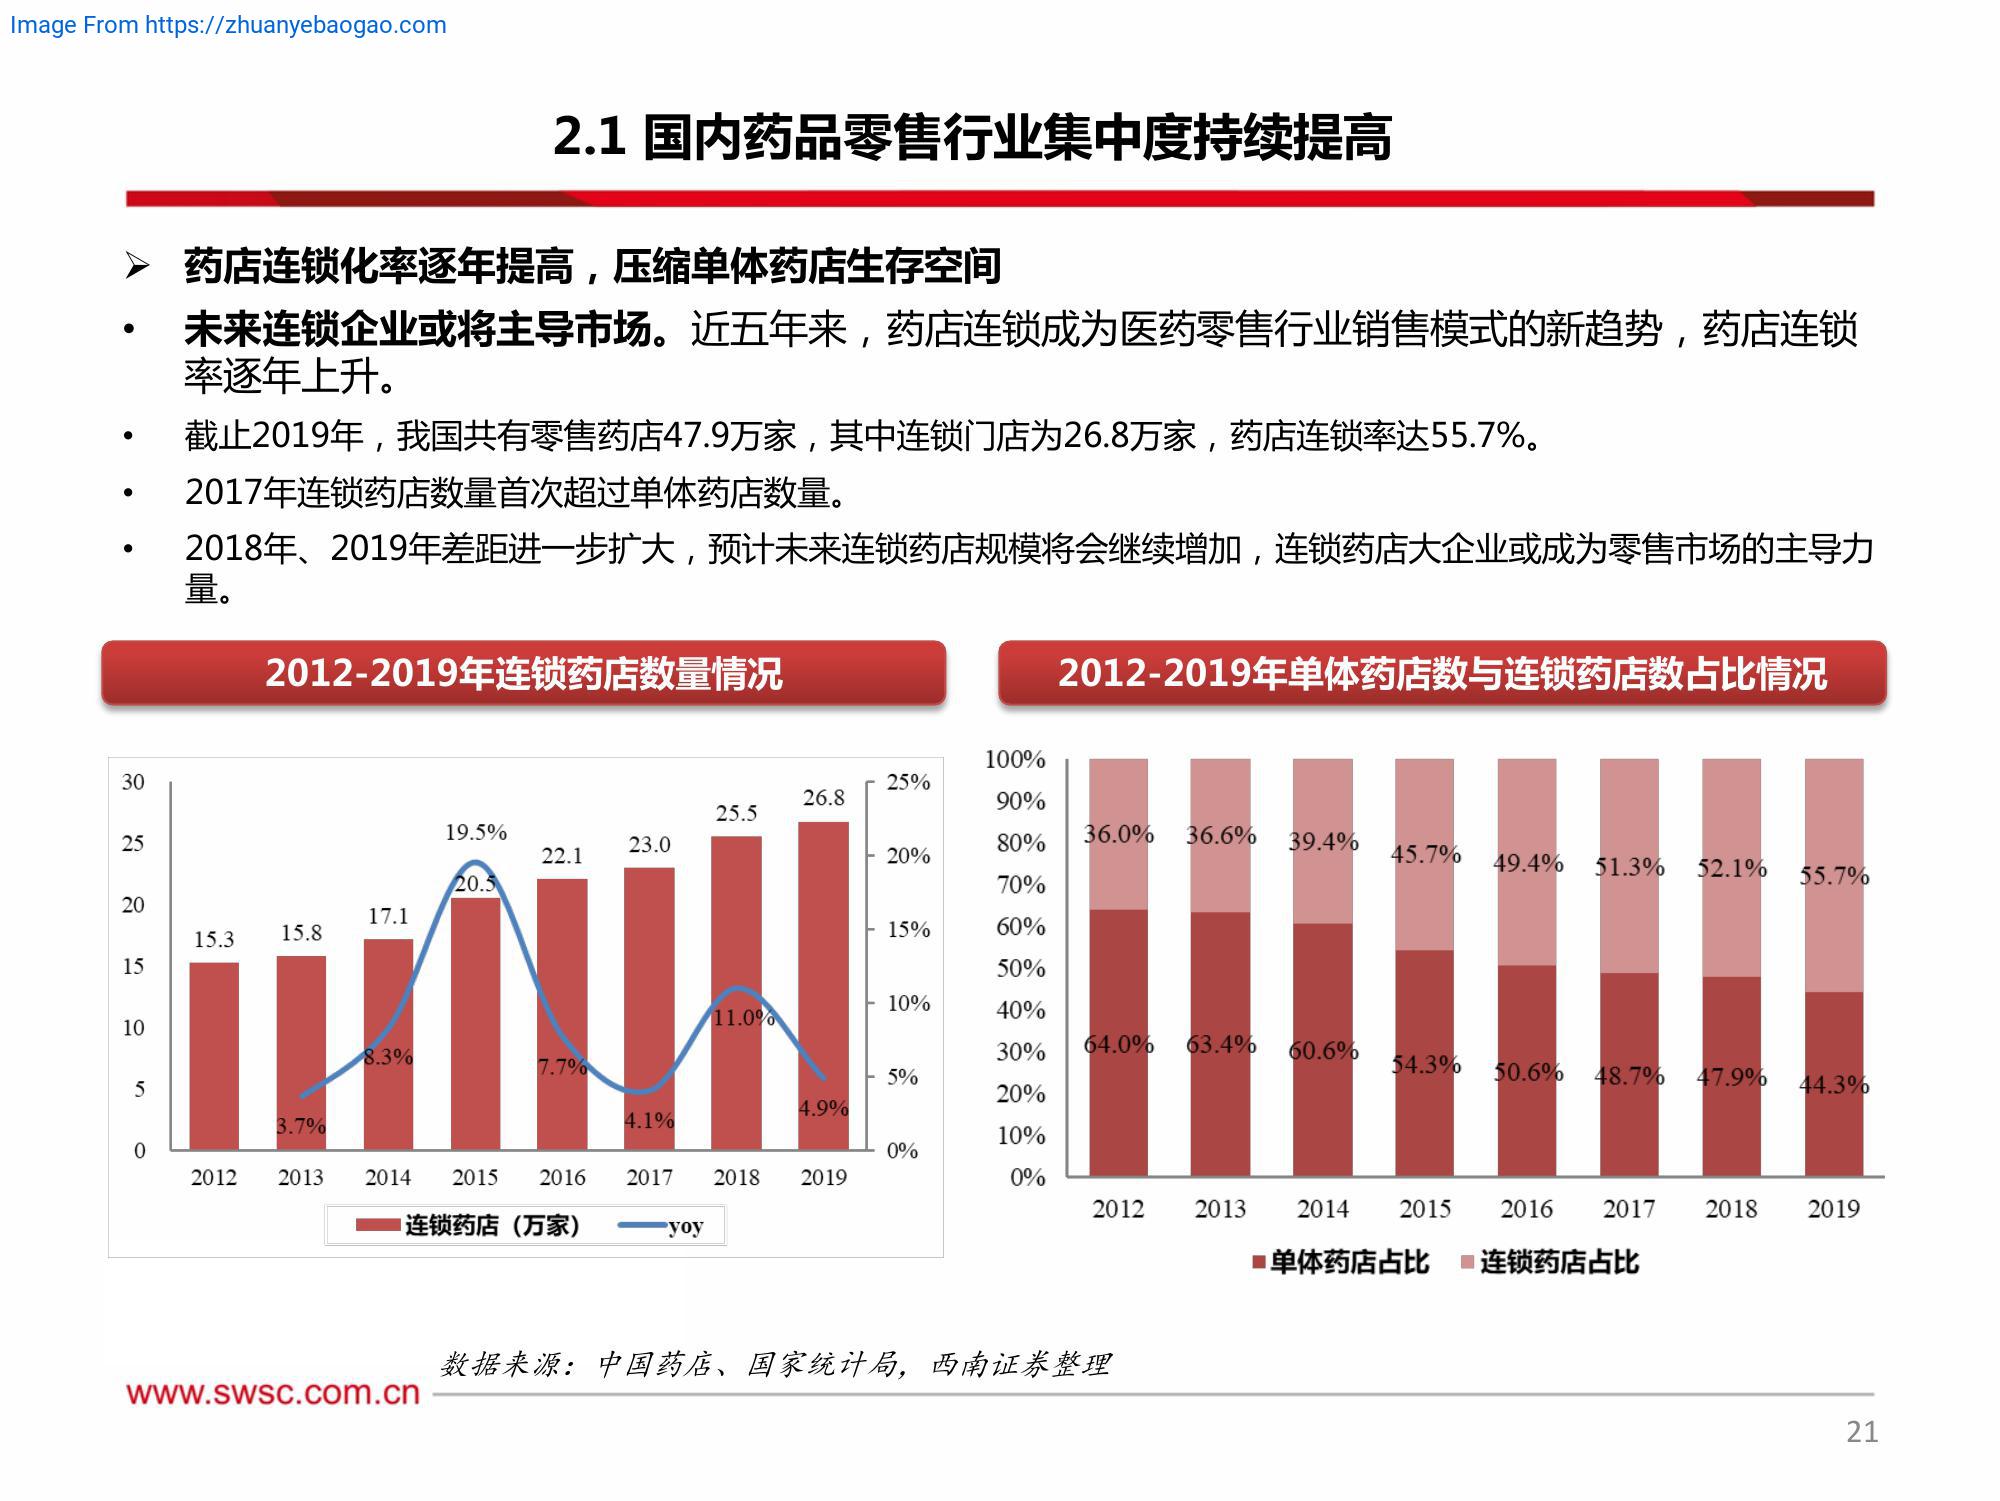 Image From https://zhuanyebaogao.com
2.1 国内药品零售行业集中度持续提高
➢ 药店连锁化率逐年提高，压缩单体药店生存空间
• 未来连锁企业或将主导市场。近五年来，药店连锁成为医药零售行业销售模式的新趋势，药店连锁
率逐年上升。
• 截止2019年，我国共有零售药店47.9万家，其中连锁门店为26.8万家，药店连锁率达55.7%。
• 2017年连锁药店数量首次超过单体药店数量。
• 2018年、2019年差距进一步扩大，预计未来连锁药店规模将会继续增加，连锁药店大企业或成为零售市场的主导力
量。
2012-2019年连锁药店数量情况
30
25
20
15
10
5
0
25%
20%
15%
10%
5%
0%
15.3
15.8
17.1
20.5
22.1
23.0
25.5
26.8
3.7%
8.3%
19.5%
7.7%
4.1%
11.0%
4.9%
2012 2013 2014 2015 2016 2017 2018 2019
连锁药店（万家） yoy
2012-2019年单体药店数与连锁药店数占比情况
100%
90%
80%
70%
60%
50%
40%
30%
20%
10%
0%
36.0% 36.6% 39.4% 45.7% 49.4% 51.3% 52.1% 55.7%
64.0% 63.4% 60.6% 54.3% 50.6% 48.7% 47.9% 44.3%
2012 2013 2014 2015 2016 2017 2018 2019
单体药店占比 连锁药店占比
数据来源：中国药店、国家统计局，西南证券整理
www.swsc.com.cn
21